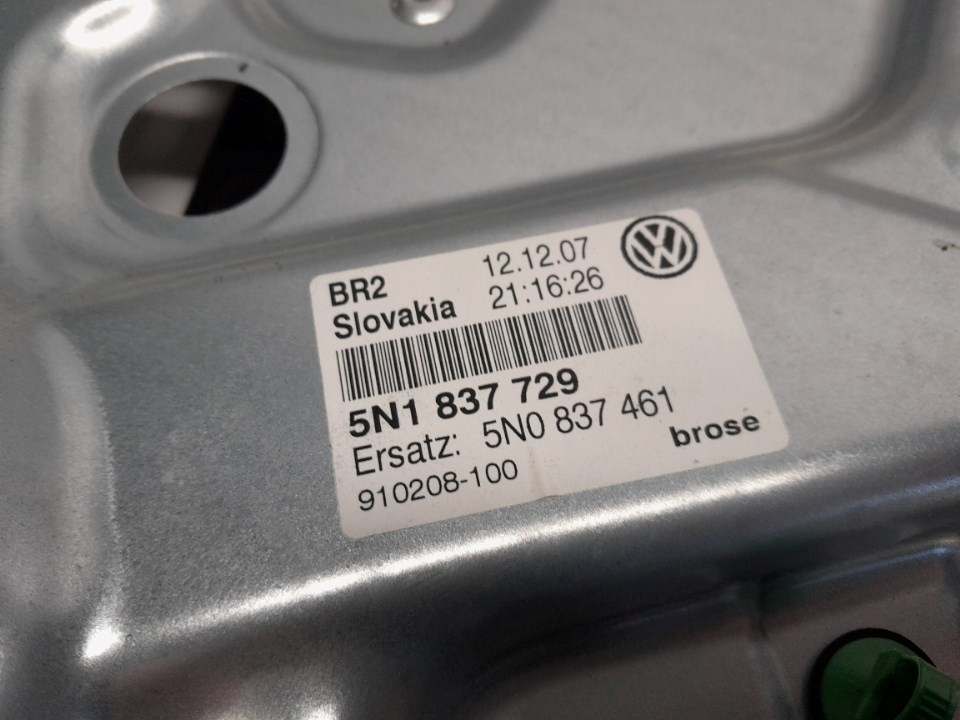 BR2 12.12.07
Slovakia 21:16:26
5N1 837 729
Ersatz: 5N0 837 461
brose
910208-100